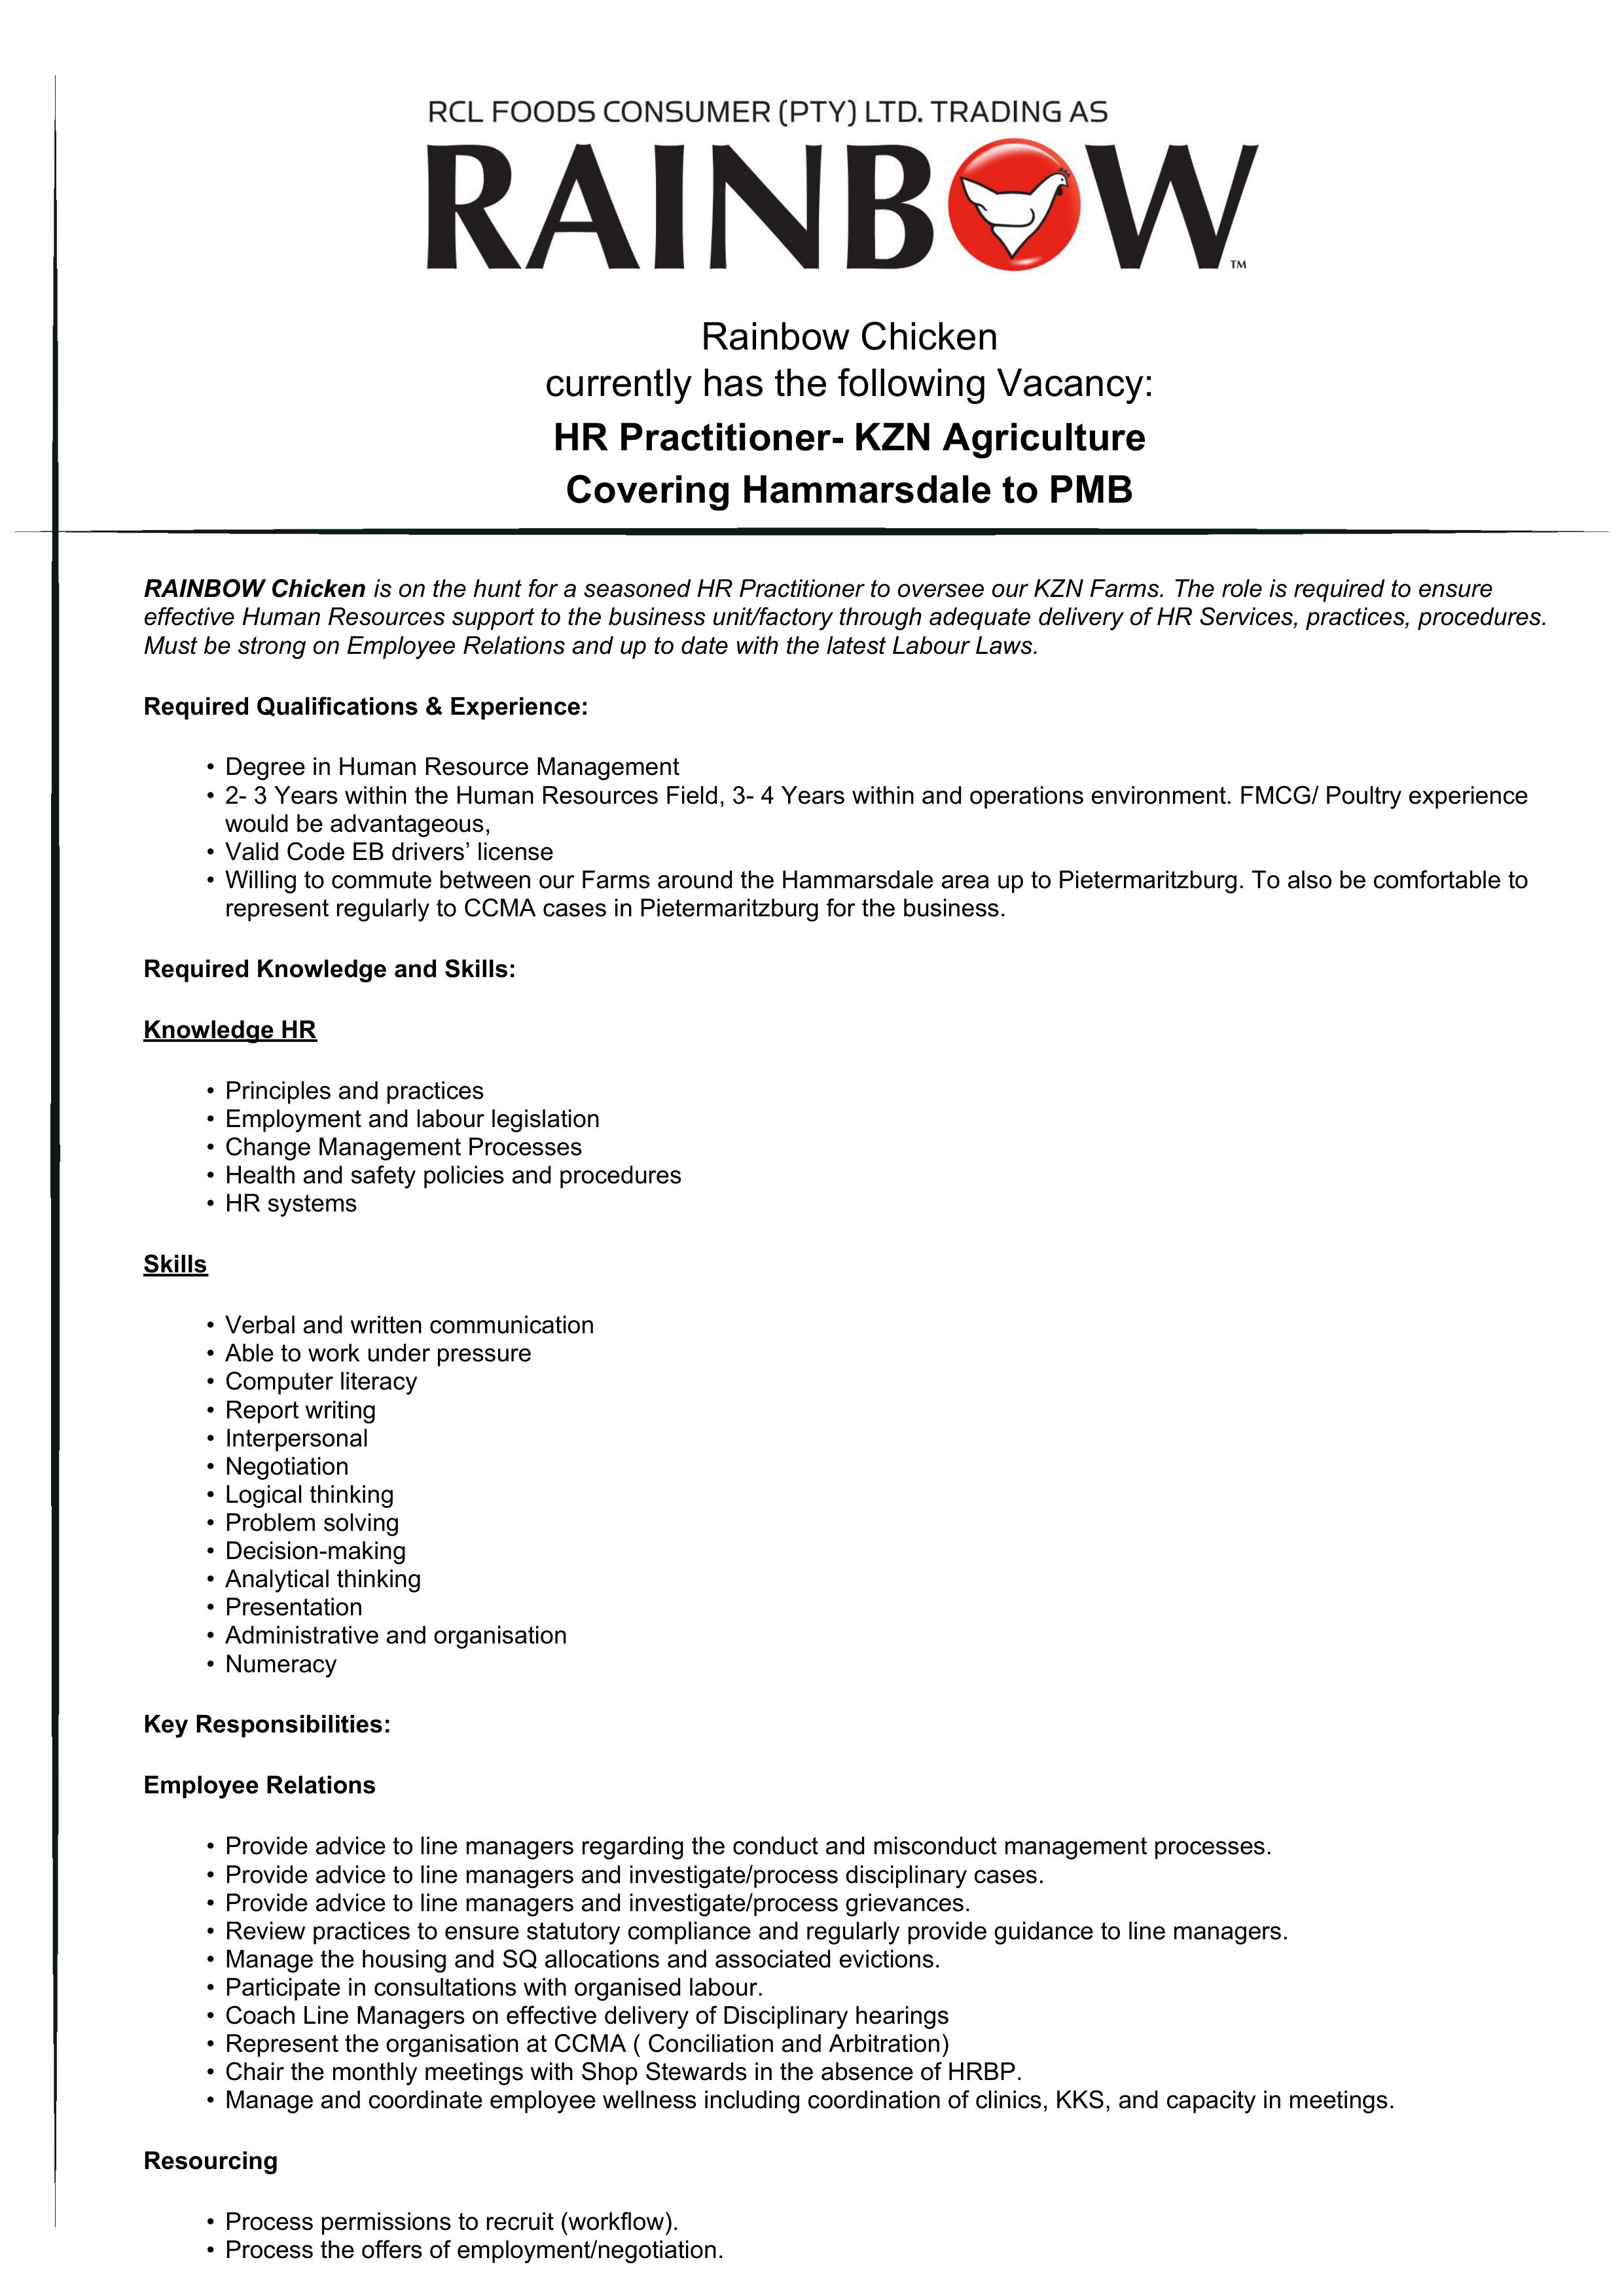 RCL FOODS CONSUMER (PTY) LTD. TRADING AS
RAINBOW
TM
Rainbow Chicken
currently has the following Vacancy:
HR Practitioner- KZN Agriculture
Covering Hammarsdale to PMB
RAINBOW Chicken is on the hunt for a seasoned HR Practitioner to oversee our KZN Farms. The role is required to ensure
effective Human Resources support to the business unit/factory through adequate delivery of HR Services, practices, procedures.
Must be strong on Employee Relations and up to date with the latest Labour Laws.
Required Qualifications & Experience:
• Degree in Human Resource Management
• 2- 3 Years within the Human Resources Field, 3- 4 Years within and operations environment. FMCG/ Poultry experience
would be advantageous,
• Valid Code EB drivers’ license
• Willing to commute between our Farms around the Hammarsdale area up to Pietermaritzburg. To also be comfortable to
represent regularly to CCMA cases in Pietermaritzburg for the business.
Required Knowledge and Skills:
Knowledge HR
• Principles and practices
• Employment and labour legislation
• Change Management Processes
• Health and safety policies and procedures
• HR systems
Skills
• Verbal and written communication
• Able to work under pressure
• Computer literacy
• Report writing
• Interpersonal
• Negotiation
• Logical thinking
• Problem solving
• Decision-making
• Analytical thinking
• Presentation
• Administrative and organisation
• Numeracy
Key Responsibilities:
Employee Relations
• Provide advice to line managers regarding the conduct and misconduct management processes.
• Provide advice to line managers and investigate/process disciplinary cases.
• Provide advice to line managers and investigate/process grievances.
• Review practices to ensure statutory compliance and regularly provide guidance to line managers.
• Manage the housing and SQ allocations and associated evictions.
• Participate in consultations with organised labour.
• Coach Line Managers on effective delivery of Disciplinary hearings
• Represent the organisation at CCMA ( Conciliation and Arbitration)
• Chair the monthly meetings with Shop Stewards in the absence of HRBP.
• Manage and coordinate employee wellness including coordination of clinics, KKS, and capacity in meetings.
Resourcing
• Process permissions to recruit (workflow).
• Process the offers of employment/negotiation.